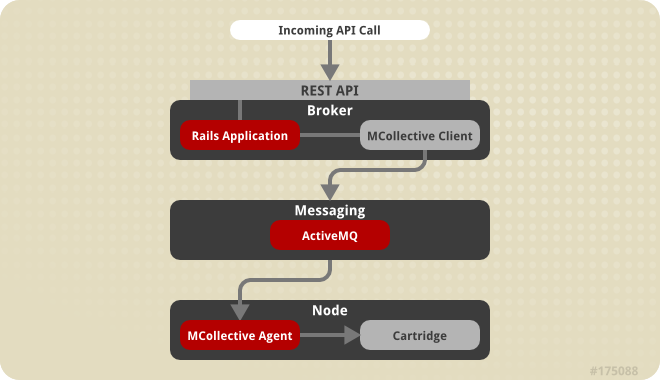 Incoming API Call
REST API
Broker
Rails Application
MCollective Client
Messaging
ActiveMQ
Node
MCollective Agent
Cartridge
#175088